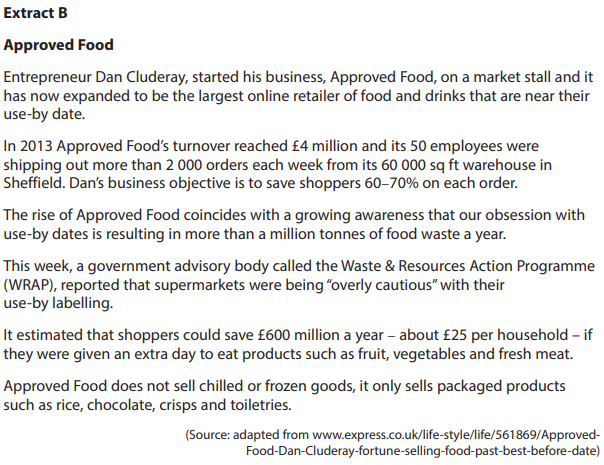 Extract B
Approved Food
Entrepreneur Dan Cluderay, started his business, Approved Food, on a market stall and it
has now expanded to be the largest online retailer of food and drinks that are near their
use-by date.
In 2013 Approved Food's turnover reached £4 million and its 50 employees were
shipping out more than 2 000 orders each week from its 60 000 sq ft warehouse in
Sheffield. Dan's business objective is to save shoppers 60–70% on each order.
The rise of Approved Food coincides with a growing awareness that our obsession with
use-by dates is resulting in more than a million tonnes of food waste a year.
This week, a government advisory body called the Waste & Resources Action Programme
(WRAP), reported that supermarkets were being "overly cautious" with their
use-by labelling.
It estimated that shoppers could save £600 million a year – about £25 per household – if
they were given an extra day to eat products such as fruit, vegetables and fresh meat.
Approved Food does not sell chilled or frozen goods, it only sells packaged products
such as rice, chocolate, crisps and toiletries.
(Source: adapted from www.express.co.uk/life-style/life/561869/Approved-
Food-Dan-Cluderay-fortune-selling-food-past-best-before-date)